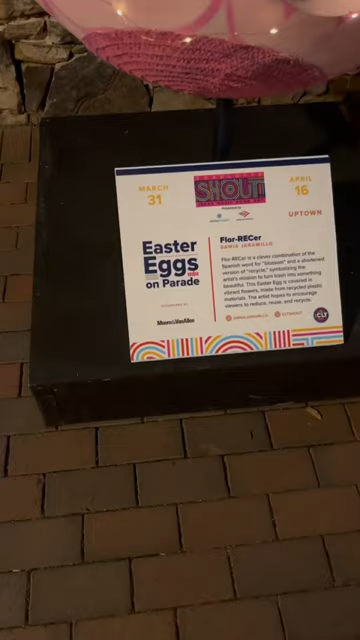 MARCH
31
SHOUT!
APRIL
16
UPTOWN
Easter
Eggs
on Parade
Flor-RECer
Flor-RECer is a clever combination of the
Spanish word for "blossom" and a shortened
version of "recycle," symbolizing the
artist's mission to turn trash into something
beautiful. This Easter Egg is covered in
vibrant flowers, made from recycled plastic
materials. The artist hopes to encourage
viewers to reduce, reuse, and recycle.
Moore&VanAllen
CLT